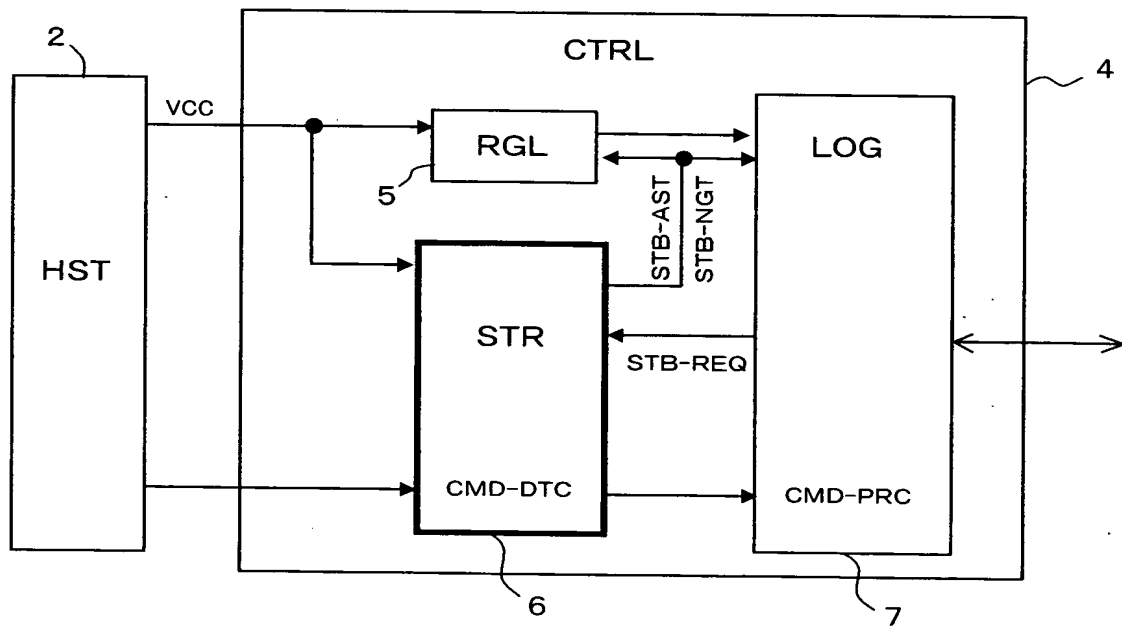 2
CTRL
4
VCC
RGL
LOG
5
STB-AST
STB-NGT
HST
STR
STB-REQ
CMD-DTC
CMD-PRC
6
7